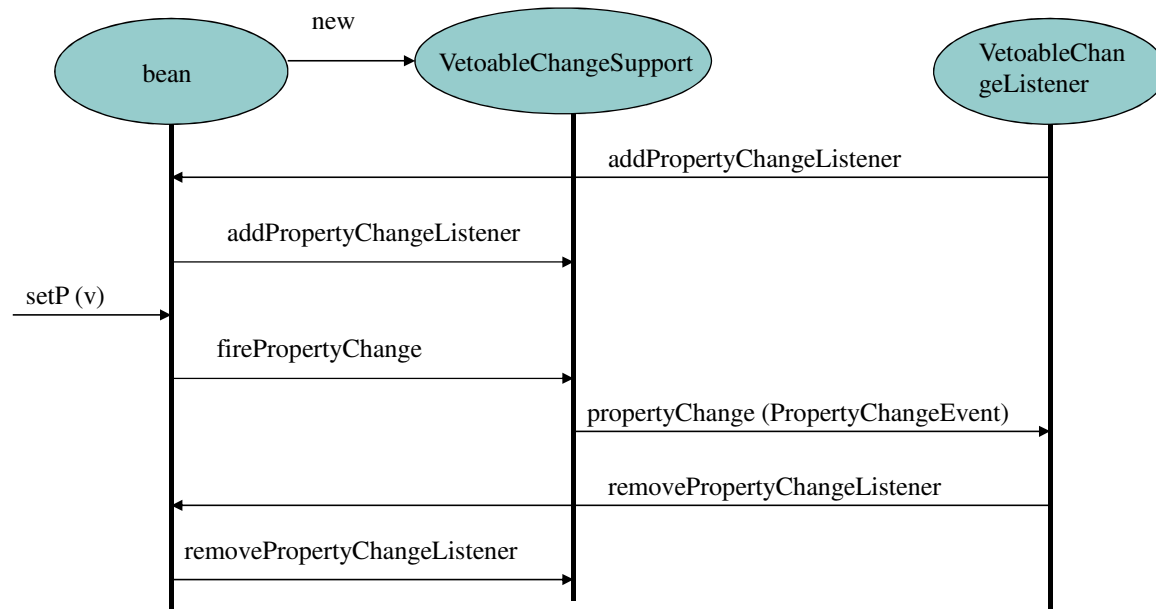 new
bean
VetoableChangeSupport
VetoableChan
geListener
addPropertyChangeListener
addPropertyChangeListener
setP (v)
firePropertyChange
propertyChange (PropertyChangeEvent)
removePropertyChangeListener
removePropertyChangeListener